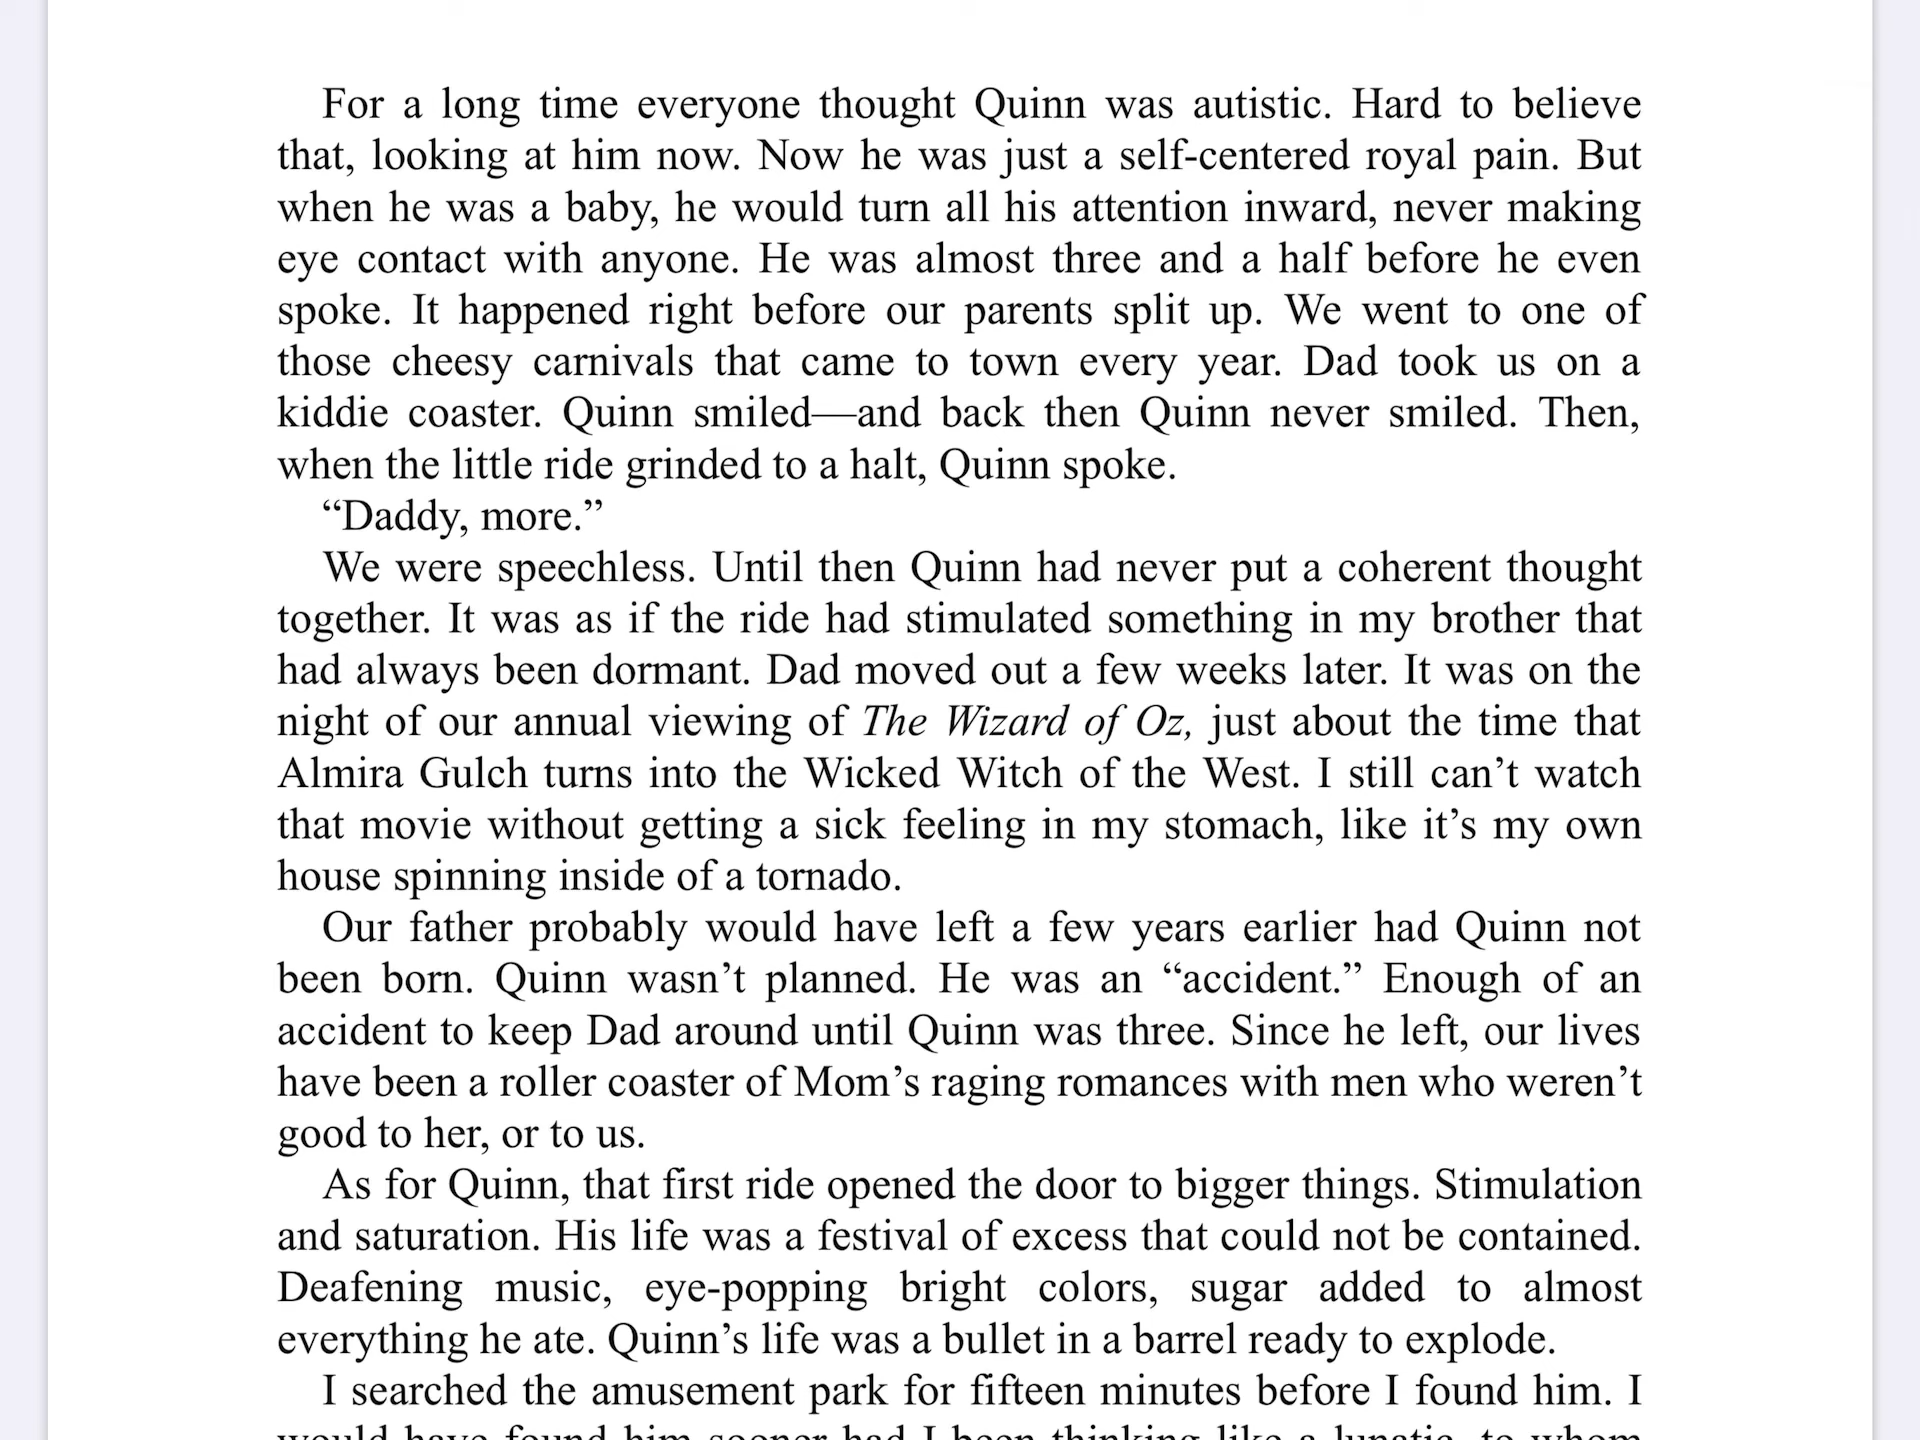 For a long time everyone thought Quinn was autistic. Hard to believe
that, looking at him now. Now he was just a self-centered royal pain. But
when he was a baby, he would turn all his attention inward, never making
eye contact with anyone. He was almost three and a half before he even
spoke. It happened right before our parents split up. We went to one of
those cheesy carnivals that came to town every year. Dad took us on a
kiddie coaster. Quinn smiled—and back then Quinn never smiled. Then,
when the little ride grinded to a halt, Quinn spoke.
“Daddy, more.”
We were speechless. Until then Quinn had never put a coherent thought
together. It was as if the ride had stimulated something in my brother that
had always been dormant. Dad moved out a few weeks later. It was on the
night of our annual viewing of The Wizard of Oz, just about the time that
Almira Gulch turns into the Wicked Witch of the West. I still can’t watch
that movie without getting a sick feeling in my stomach, like it’s my own
house spinning inside of a tornado.
Our father probably would have left a few years earlier had Quinn not
been born. Quinn wasn’t planned. He was an “accident.” Enough of an
accident to keep Dad around until Quinn was three. Since he left, our lives
have been a roller coaster of Mom’s raging romances with men who weren’t
good to her, or to us.
As for Quinn, that first ride opened the door to bigger things. Stimulation
and saturation. His life was a festival of excess that could not be contained.
Deafening music, eye-popping bright colors, sugar added to almost
everything he ate. Quinn’s life was a bullet in a barrel ready to explode.
I searched the amusement park for fifteen minutes before I found him. I
would have found him sooner had I been thinking like a lunatic, to whom